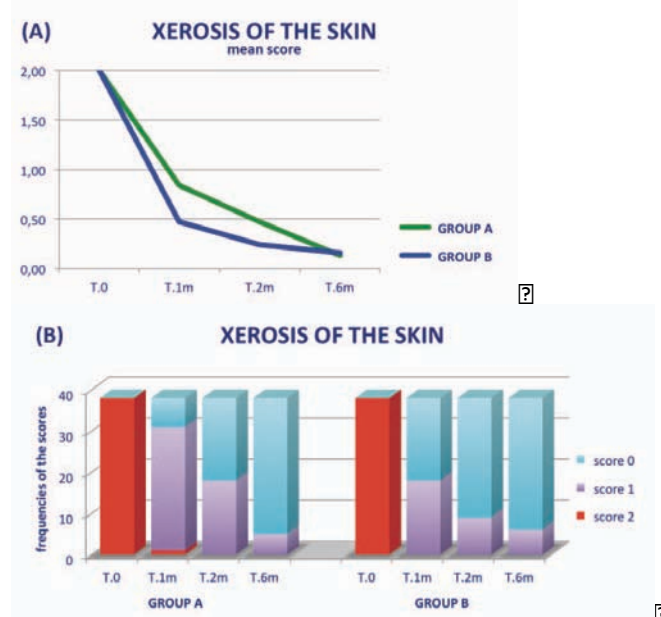 (A) XEROSIS OF THE SKIN
mean score
2,00
1,50
1,00
0,50
0,00
T.0 T.1m T.2m T.6m
GROUP A
GROUP B
?
(B) XEROSIS OF THE SKIN
frequencies of the scores
40
30
20
10
0
score 0
score 1
score 2
T.0 T.1m T.2m T.6m T.0 T.1m T.2m T.6m
GROUP A GROUP B
?